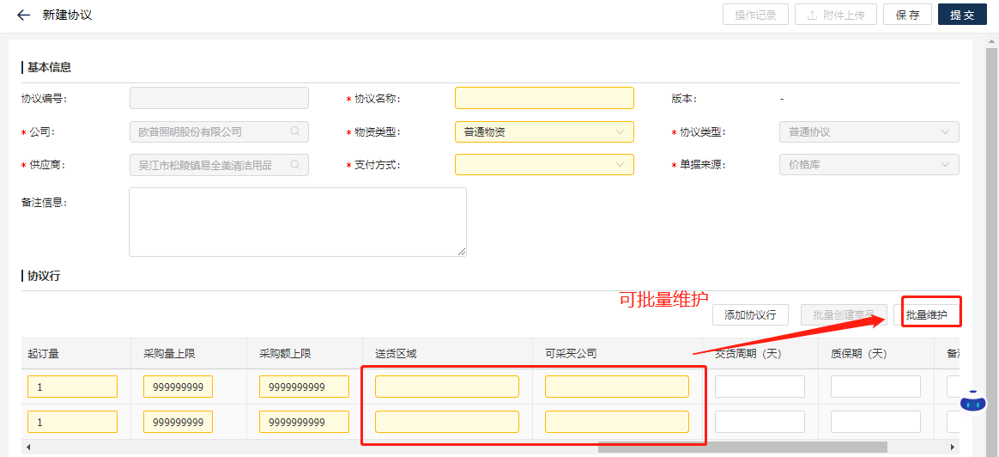 新建协议 操作记录 附件上传 保存 提交
基本信息
协议编号: * 协议名称: 版本: -
* 公司: 欧普照明股份有限公司 * 物资类型: 普通物资 * 协议类型: 普通协议
* 供应商: 吴江市松陵镇易全美清洁用品 * 支付方式: * 单据来源: 价格库
备注信息:
协议行
可批量维护
添加协议行 批量创建商品 批量维护
起订量 采购量上限 采购额上限 送货区域 可采买公司 交货周期（天） 质保期（天）
1 999999999 9999999999
1 999999999 9999999999